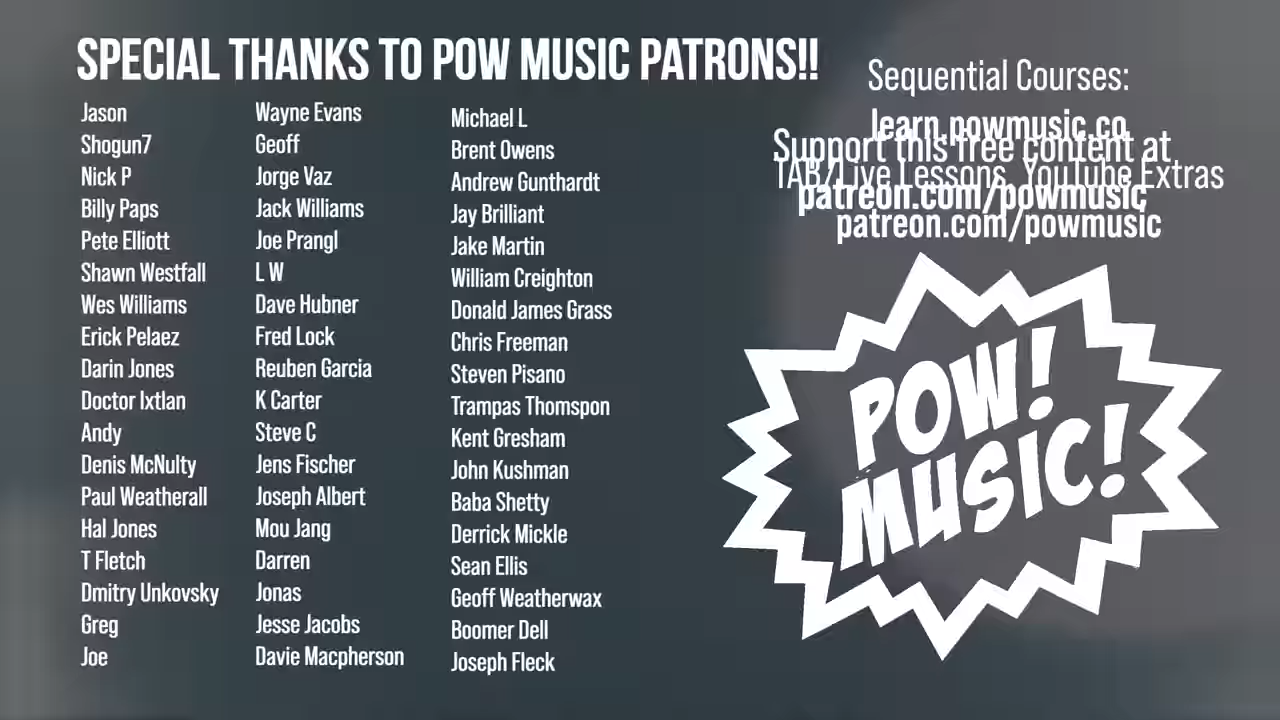 SPECIAL THANKS TO POW MUSIC PATRONS!!
Jason
Shogun7
Nick P
Billy Paps
Pete Elliott
Shawn Westfall
Wes Williams
Erick Pelaez
Darin Jones
Doctor Ixtlan
Andy
Denis McNulty
Paul Weatherall
Hal Jones
T Fletch
Dmitry Unkovsky
Greg
Joe
Wayne Evans
Geoff
Jorge Vaz
Jack Williams
Joe Prangl
L W
Dave Hubner
Fred Lock
Reuben Garcia
K Carter
Steve C
Jens Fischer
Joseph Albert
Mou Jang
Darren
Jonas
Jesse Jacobs
Davie Macpherson
Michael L
Brent Owens
Andrew Gunthardt
Jay Brilliant
Jake Martin
William Creighton
Donald James Grass
Chris Freeman
Steven Pisano
Trampas Thomspon
Kent Gresham
John Kushman
Baba Shetty
Derrick Mickle
Sean Ellis
Geoff Weatherwax
Boomer Dell
Joseph Fleck
Sequential Courses:
learn.powmusic.co
Support this free content at
TAB/Live Lessons, YouTube Extras
patreon.com/powmusic
patreon.com/powmusic
POW!
MUSIC!